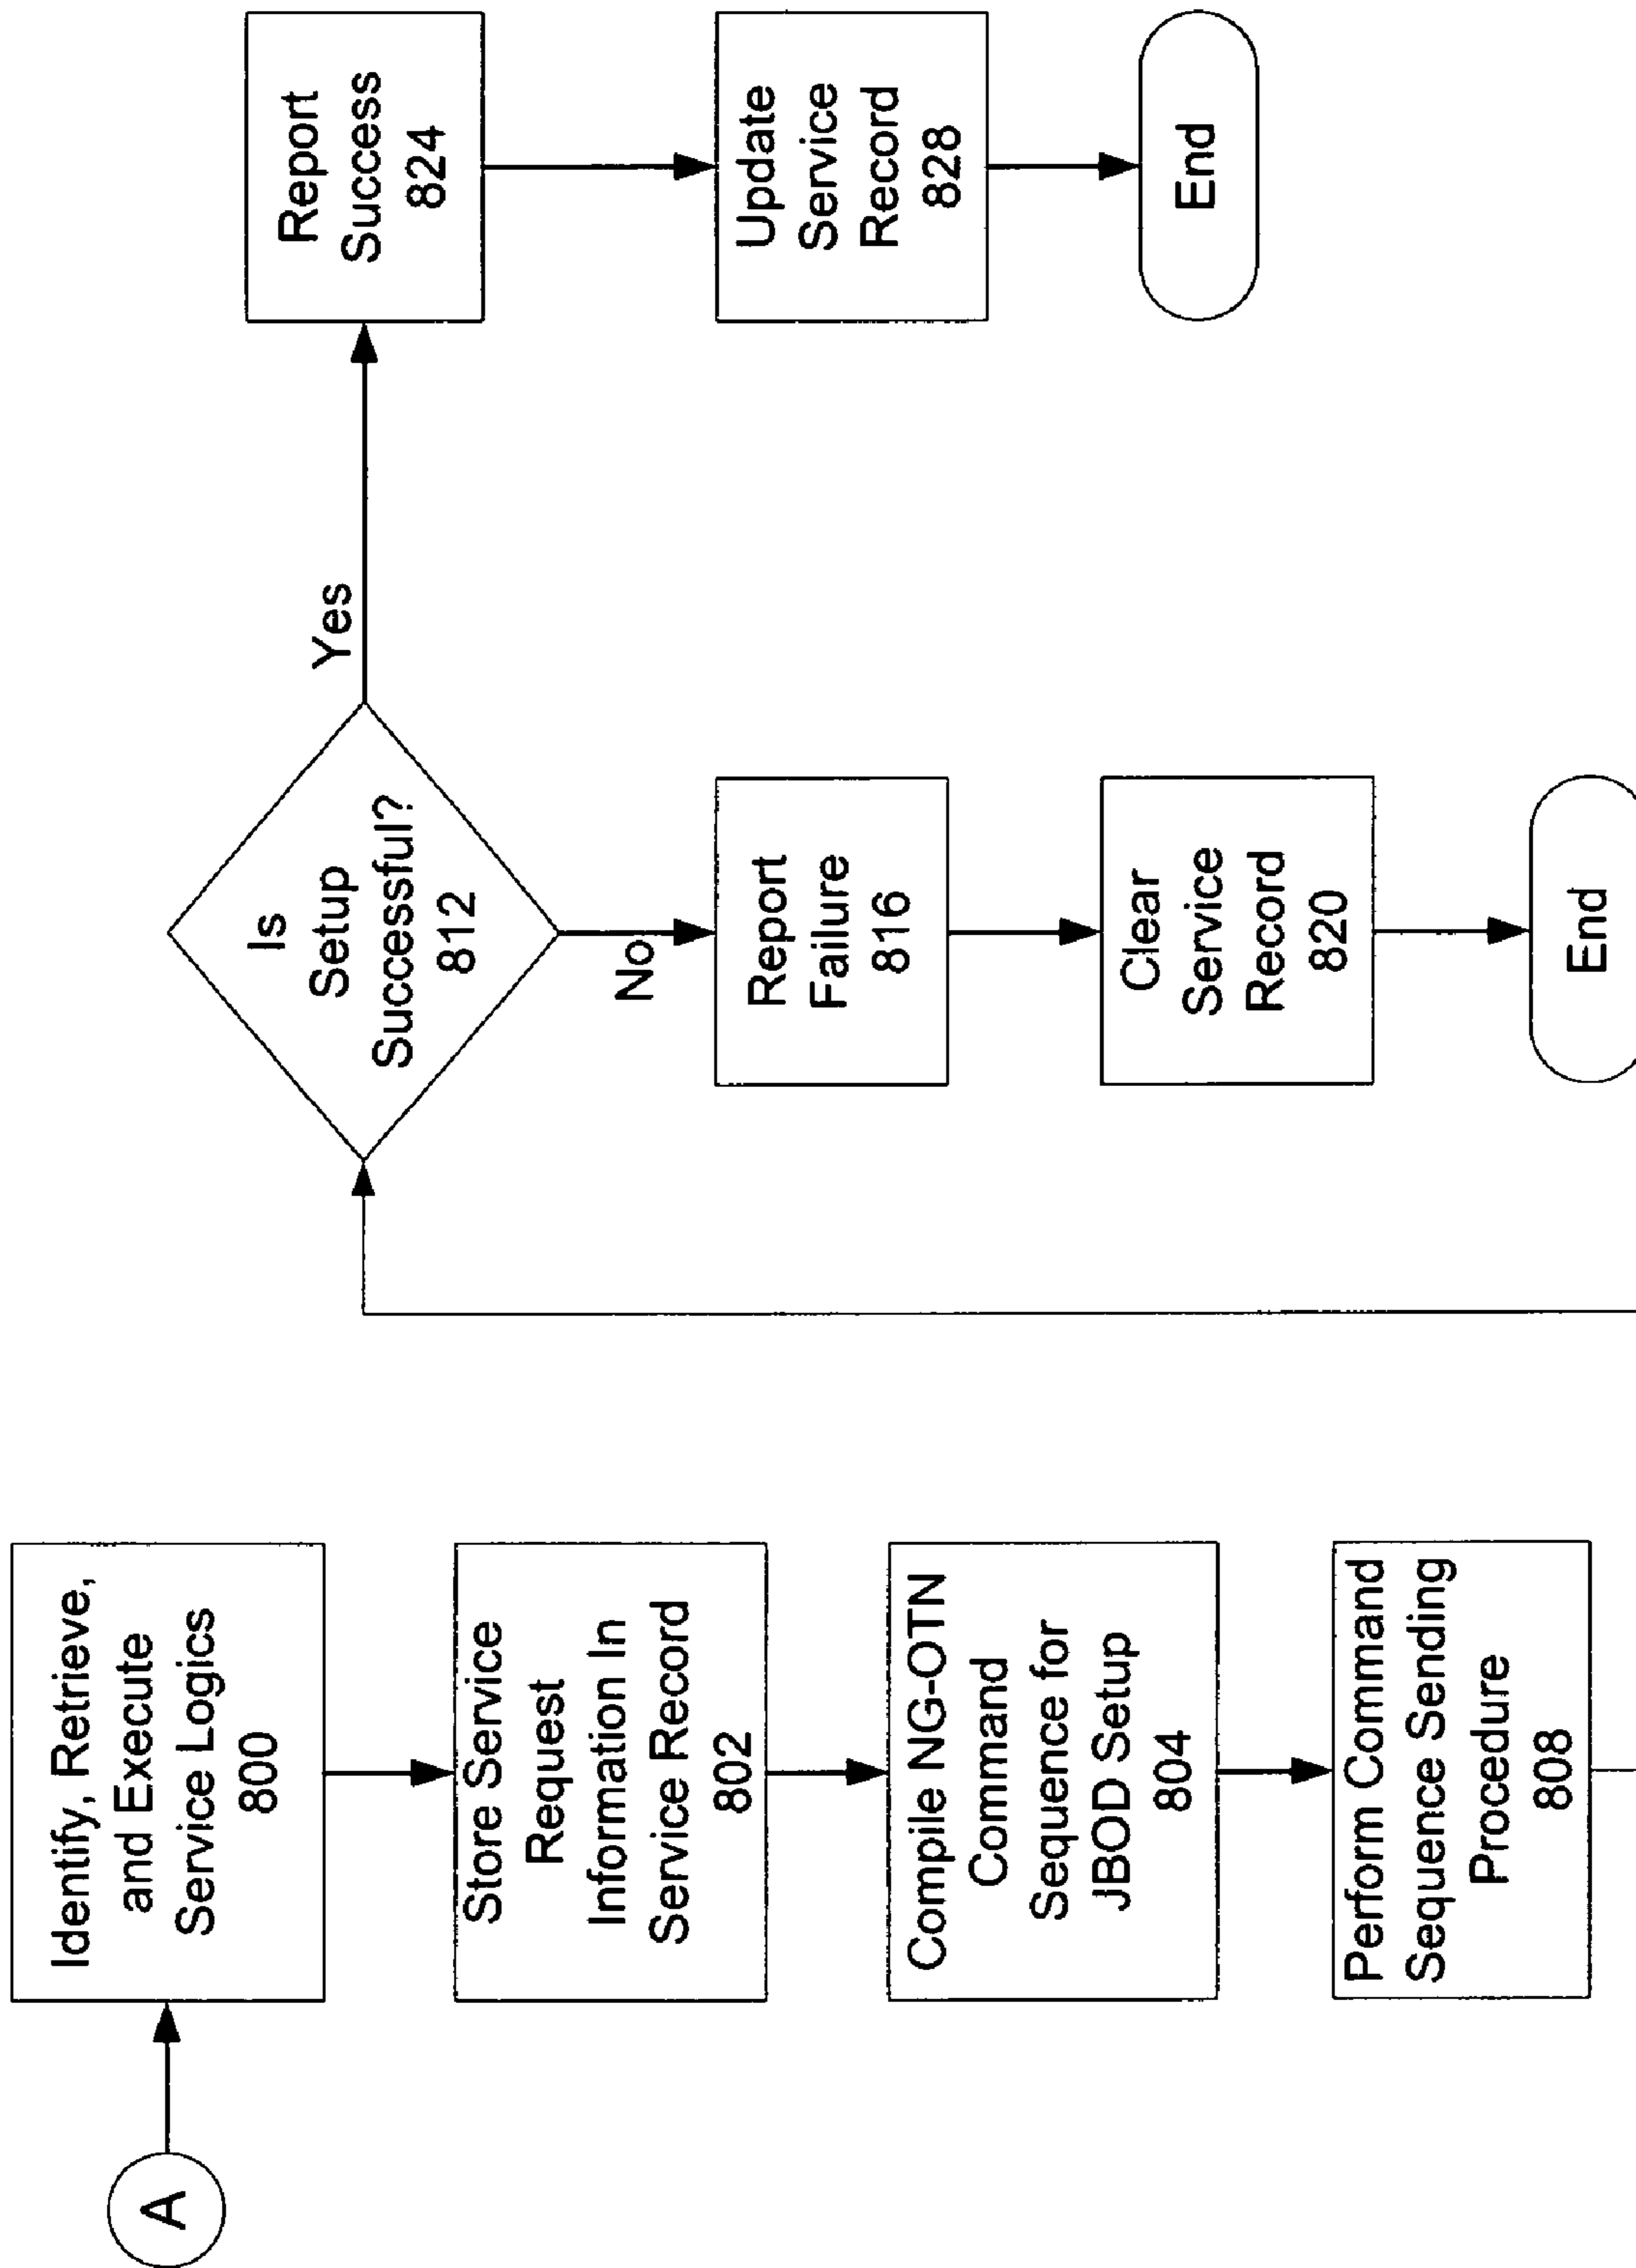 A
Identify, Retrieve,
and Execute
Service Logics
800
Store Service
Request
Information In
Service Record
802
Compile NG-OTN
Command
Sequence for
JBOD Setup
804
Perform Command
Sequence Sending
Procedure
808
Is
Setup
Successful?
812
Yes
No
Report
Failure
816
Clear
Service
Record
820
End
Report
Success
824
Update
Service
Record
828
End